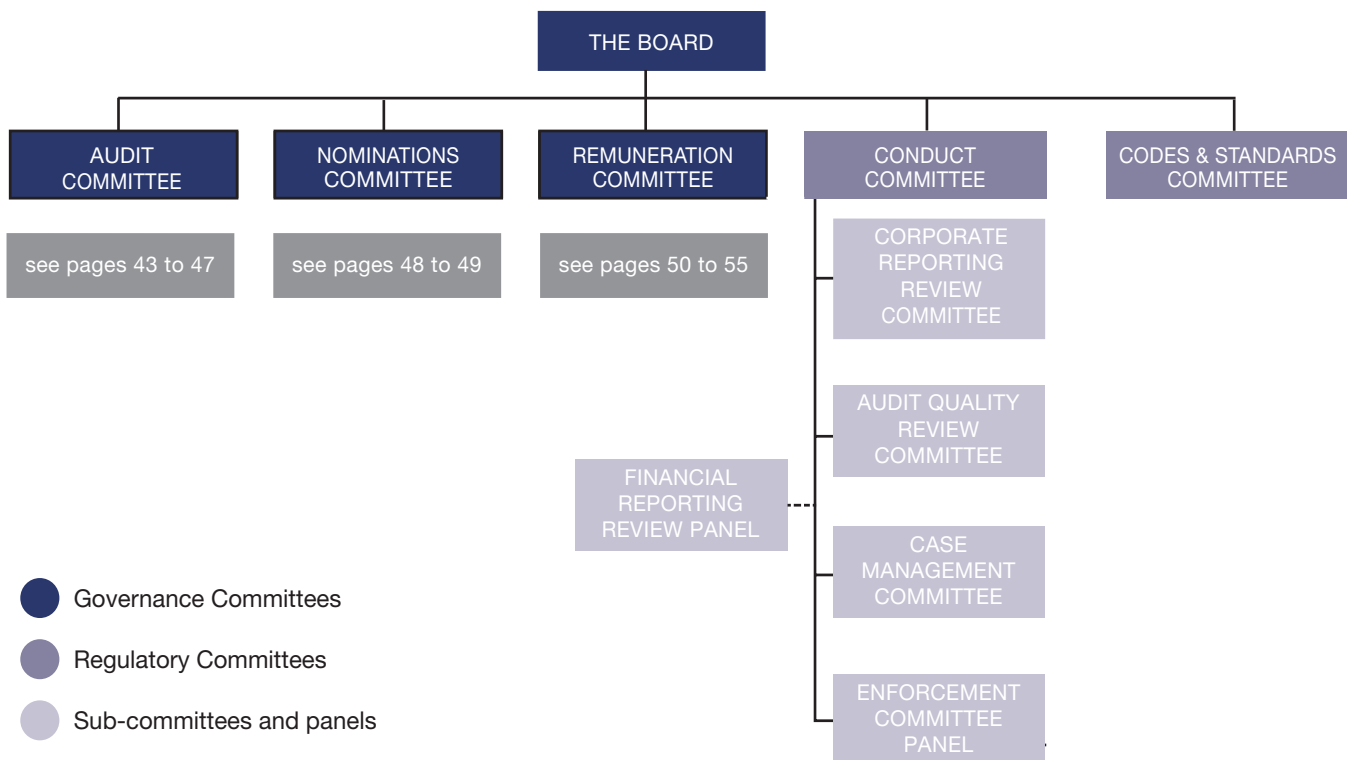 THE BOARD
AUDIT
COMMITTEE
NOMINATIONS
COMMITTEE
REMUNERATION
COMMITTEE
CONDUCT
COMMITTEE
CODES & STANDARDS
COMMITTEE
see pages 43 to 47
see pages 48 to 49
see pages 50 to 55
CORPORATE
REPORTING
REVIEW
COMMITTEE
AUDIT QUALITY
REVIEW
COMMITTEE
FINANCIAL
REPORTING
REVIEW PANEL
CASE
MANAGEMENT
COMMITTEE
ENFORCEMENT
COMMITTEE
PANEL
Governance Committees
Regulatory Committees
Sub-committees and panels